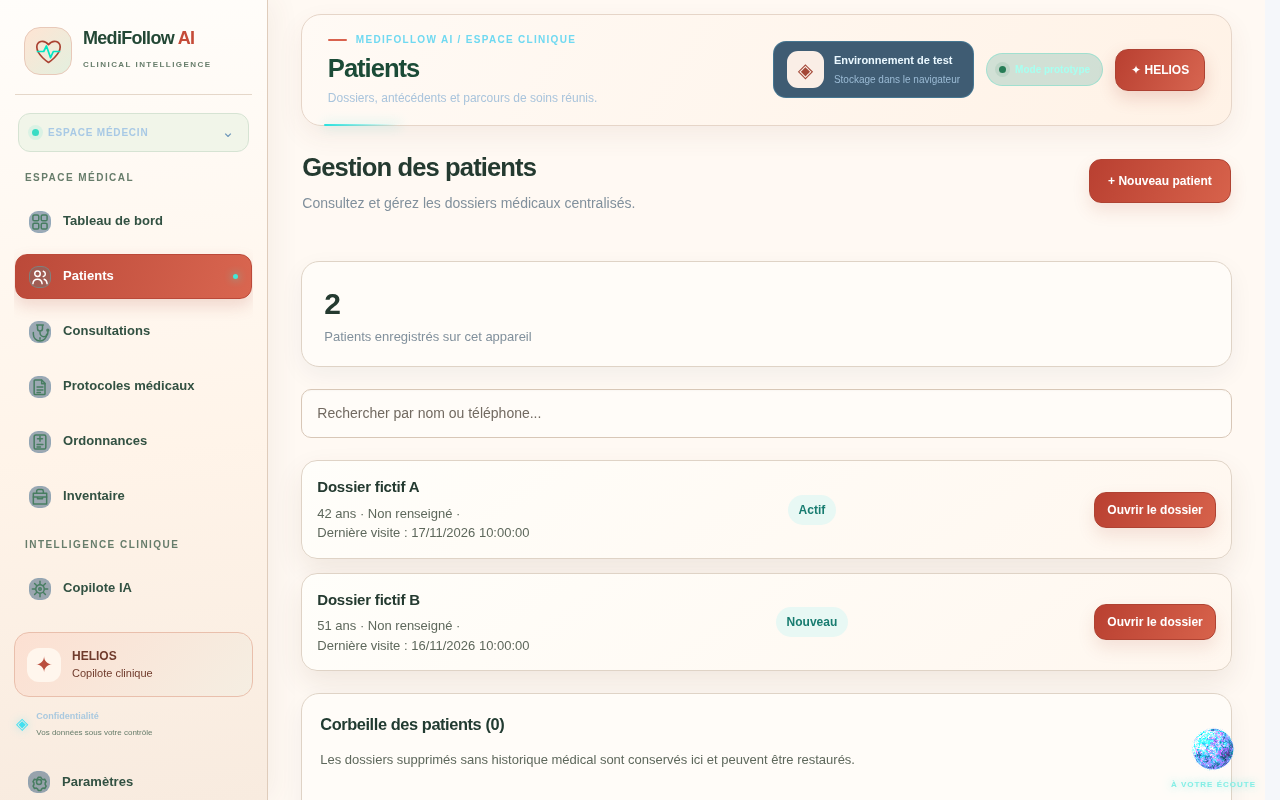 MediFollow AI
CLINICAL INTELLIGENCE
ESPACE MÉDECIN
ESPACE MÉDICAL
Tableau de bord
Patients
Consultations
Protocoles médicaux
Ordonnances
Inventaire
INTELLIGENCE CLINIQUE
Copilote IA
HELIOS
Copilote clinique
Confidentialité
Vos données sous votre contrôle
Paramètres
MEDIFOLLOW AI / ESPACE CLINIQUE
Patients
Dossiers, antécédents et parcours de soins réunis.
Environnement de test
Stockage dans le navigateur
Mode prototype
✦ HELIOS
Gestion des patients
Consultez et gérez les dossiers médicaux centralisés.
+ Nouveau patient
2
Patients enregistrés sur cet appareil
Rechercher par nom ou téléphone...
Dossier fictif A
42 ans · Non renseigné ·
Dernière visite : 17/11/2026 10:00:00
Actif
Ouvrir le dossier
Dossier fictif B
51 ans · Non renseigné ·
Dernière visite : 16/11/2026 10:00:00
Nouveau
Ouvrir le dossier
Corbeille des patients (0)
Les dossiers supprimés sans historique médical sont conservés ici et peuvent être restaurés.
À VOTRE ÉCOUTE